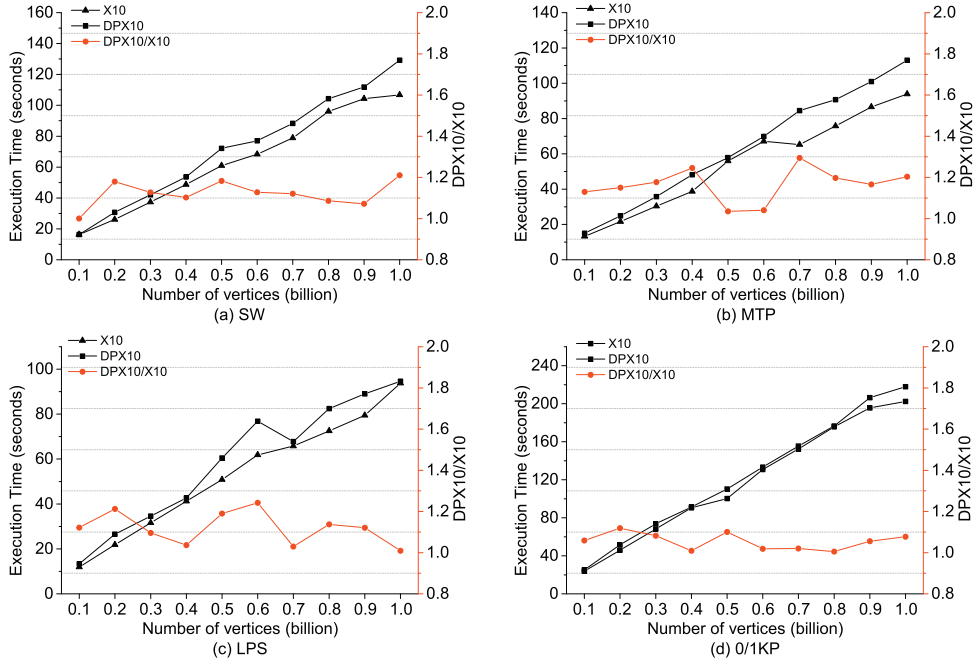 X10
DPX10
DPX10/X10
Execution Time (seconds)
160
140
120
100
80
60
40
20
0
DPX10/X10
2.0
1.8
1.6
1.4
1.2
1.0
0.8
0.1 0.2 0.3 0.4 0.5 0.6 0.7 0.8 0.9 1.0
Number of vertices (billion)
(a) SW
X10
DPX10
DPX10/X10
Execution Time (seconds)
140
120
100
80
60
40
20
0
DPX10/X10
2.0
1.8
1.6
1.4
1.2
1.0
0.8
0.1 0.2 0.3 0.4 0.5 0.6 0.7 0.8 0.9 1.0
Number of vertices (billion)
(b) MTP
X10
DPX10
DPX10/X10
Execution Time (seconds)
100
80
60
40
20
0
DPX10/X10
2.0
1.8
1.6
1.4
1.2
1.0
0.8
0.1 0.2 0.3 0.4 0.5 0.6 0.7 0.8 0.9 1.0
Number of vertices (billion)
(c) LPS
X10
DPX10
DPX10/X10
Execution Time (seconds)
240
200
160
120
80
40
0
DPX10/X10
2.0
1.8
1.6
1.4
1.2
1.0
0.8
0.1 0.2 0.3 0.4 0.5 0.6 0.7 0.8 0.9 1.0
Number of vertices (billion)
(d) 0/1KP